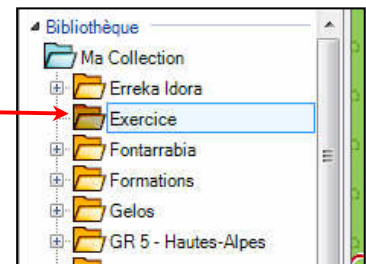 Bibliothèque
Ma Collection
Erreka Idora
Exercice
Fontarrabia
Formations
Gelos
GR 5 - Hautes-Alpes